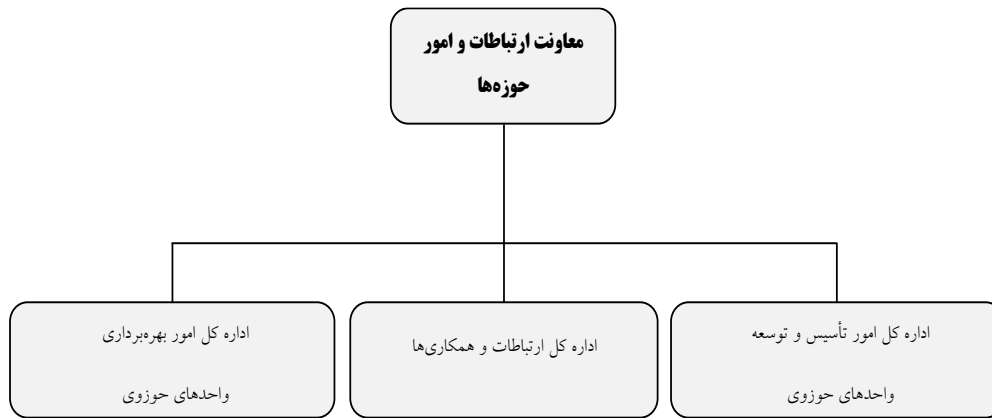 معاونت ارتباطات و امور
حوزه‌ها
اداره کل امور تأسیس و توسعه
واحدهای حوزوی
اداره کل ارتباطات و همکاری‌ها
اداره کل امور بهره‌برداری
واحدهای حوزوی